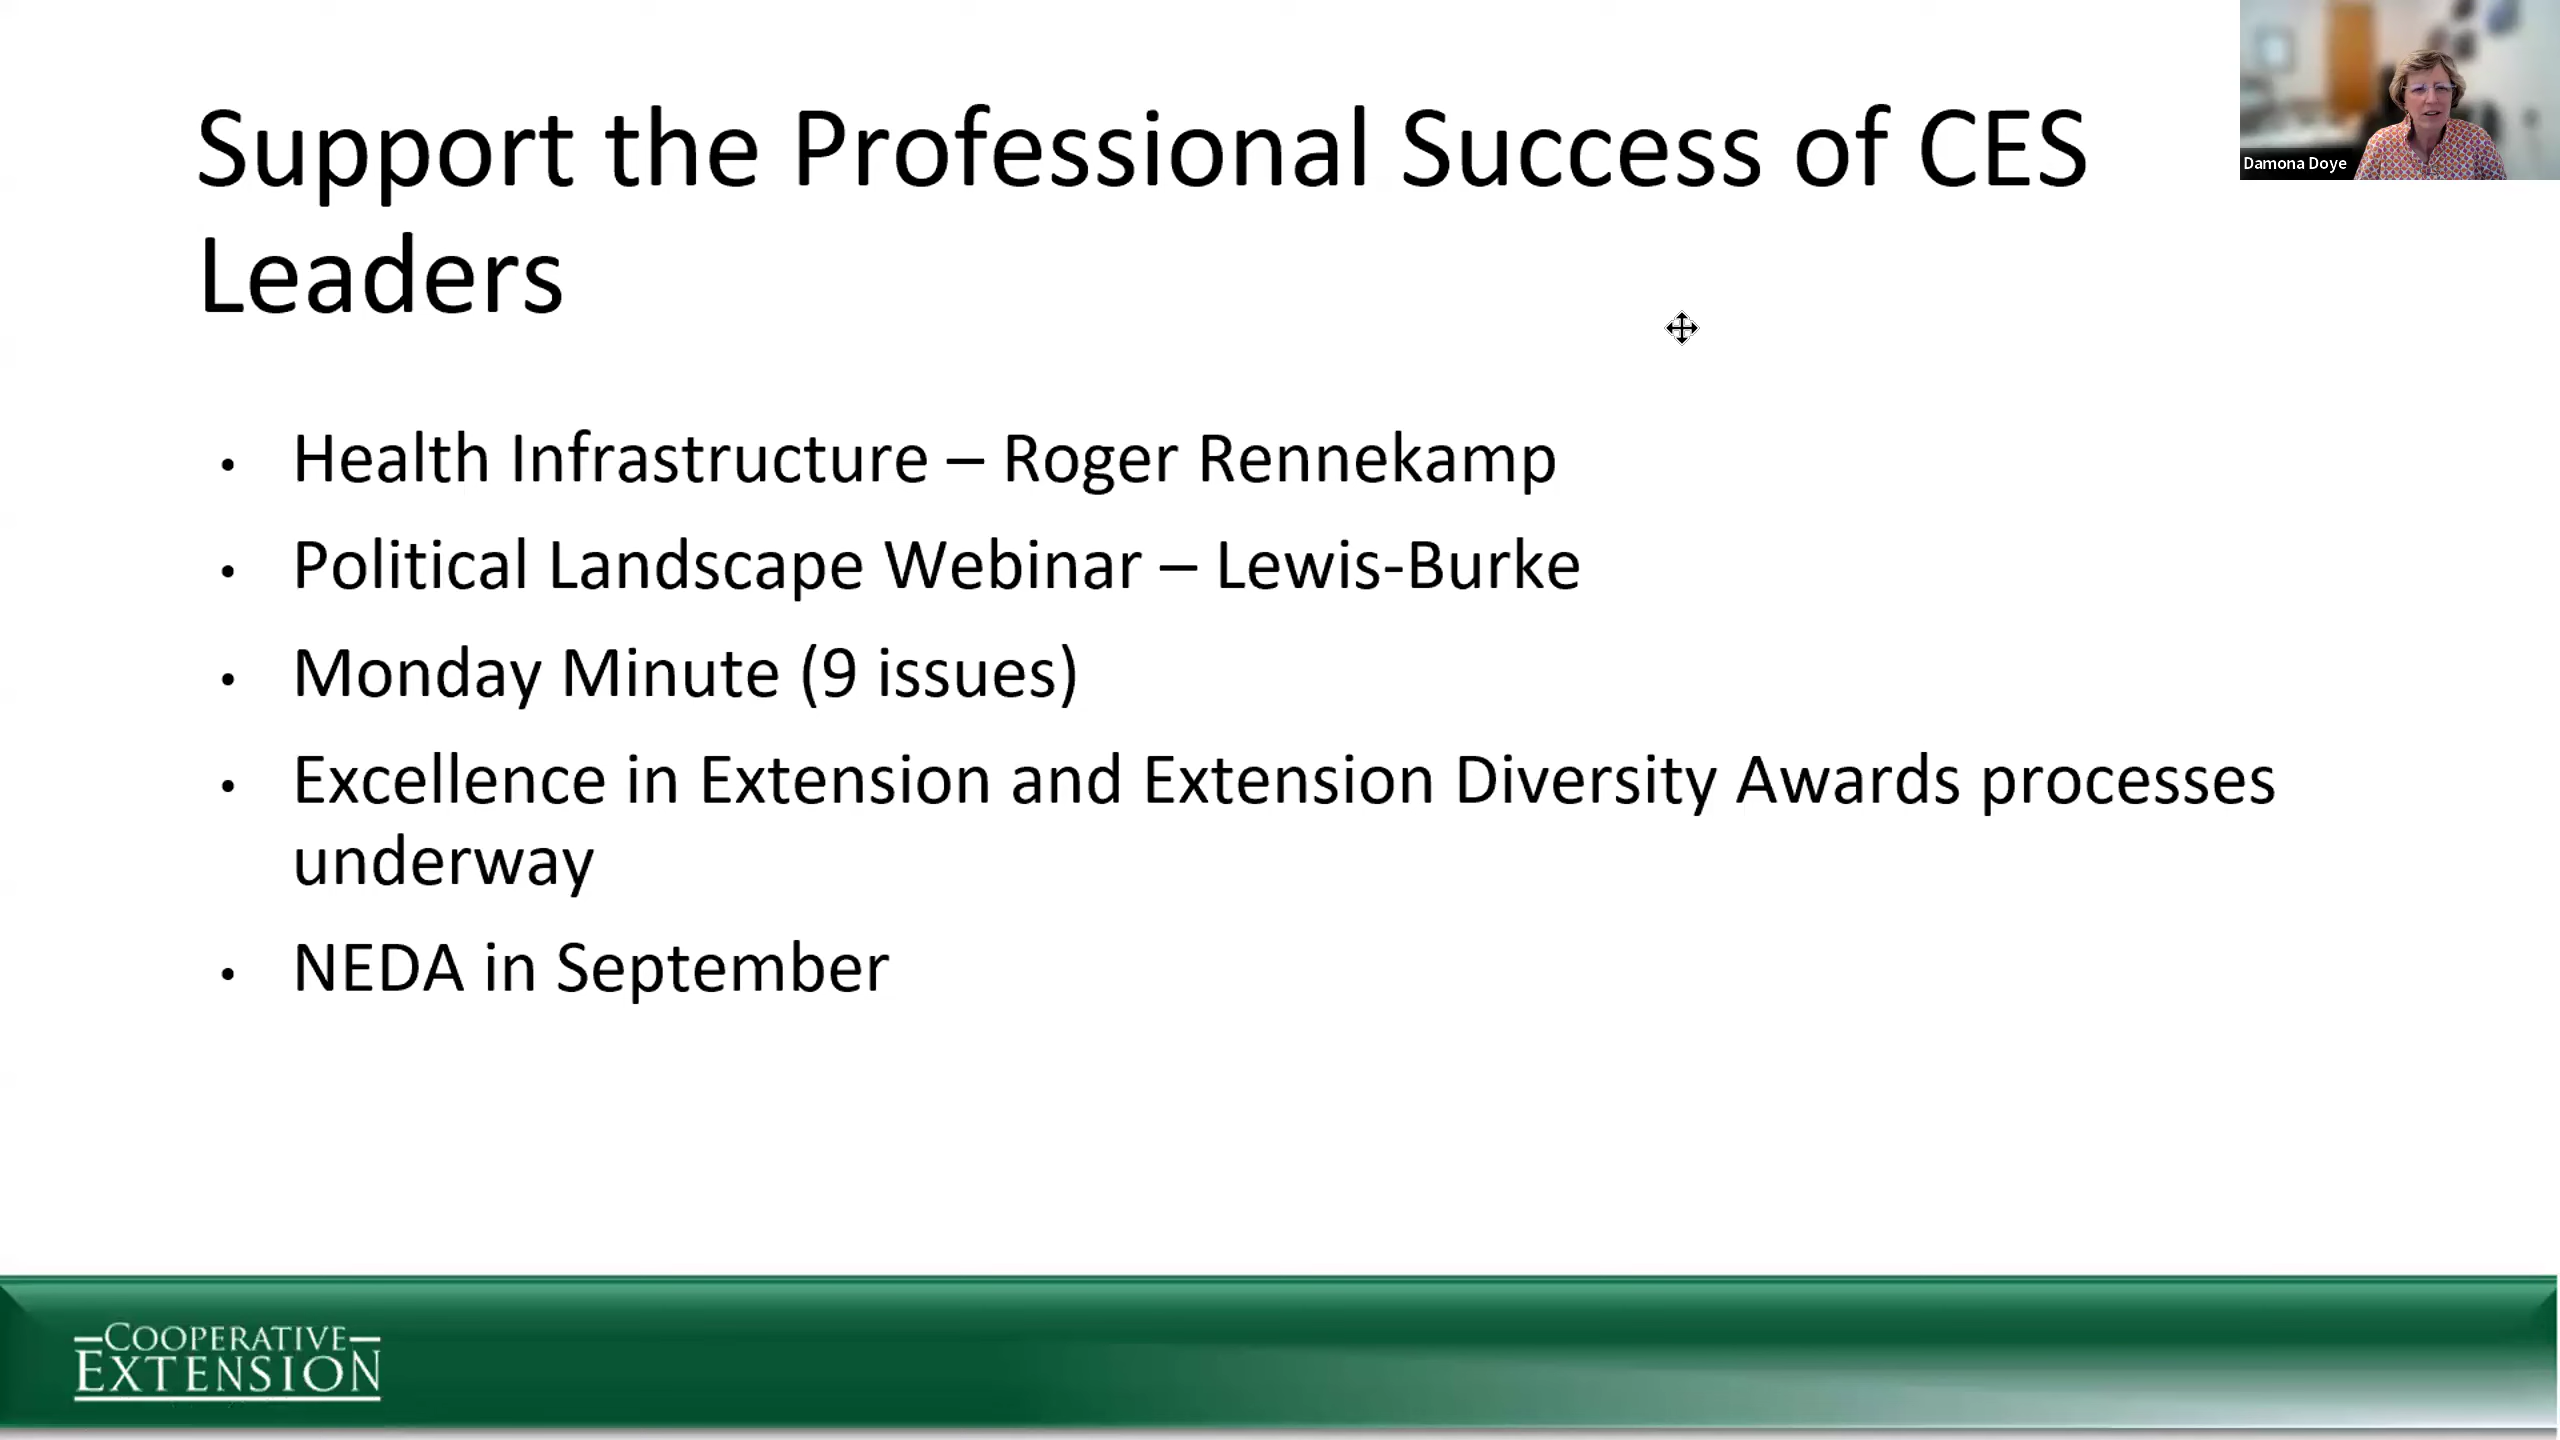 Support the Professional Success of CES
Leaders
Damona Doye
• Health Infrastructure – Roger Rennekamp
• Political Landscape Webinar – Lewis-Burke
• Monday Minute (9 issues)
• Excellence in Extension and Extension Diversity Awards processes
underway
• NEDA in September
COOPERATIVE
EXTENSION